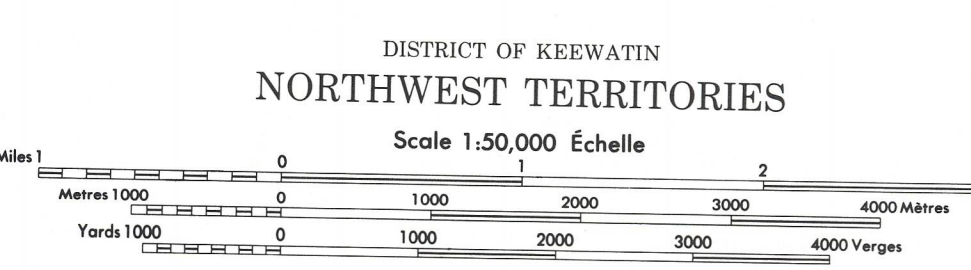 DISTRICT OF KEEWATIN
NORTHWEST TERRITORIES
Scale 1:50,000 Échelle
Miles 1 0 1 2
Metres 1000 0 1000 2000 3000 4000 Mètres
Yards 1000 0 1000 2000 3000 4000 Verges